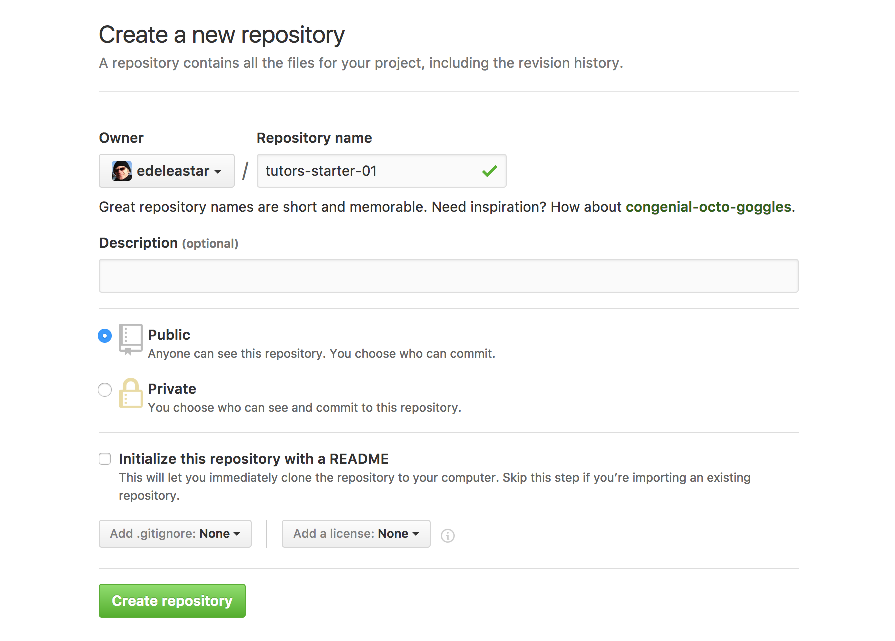 Create a new repository
A repository contains all the files for your project, including the revision history.
Owner
Repository name
edeleastar
/
tutors-starter-01
Great repository names are short and memorable. Need inspiration? How about congenial-octo-goggles.
Description (optional)
Public
Anyone can see this repository. You choose who can commit.
Private
You choose who can see and commit to this repository.
Initialize this repository with a README
This will let you immediately clone the repository to your computer. Skip this step if you’re importing an existing
repository.
Add .gitignore: None
Add a license: None
Create repository